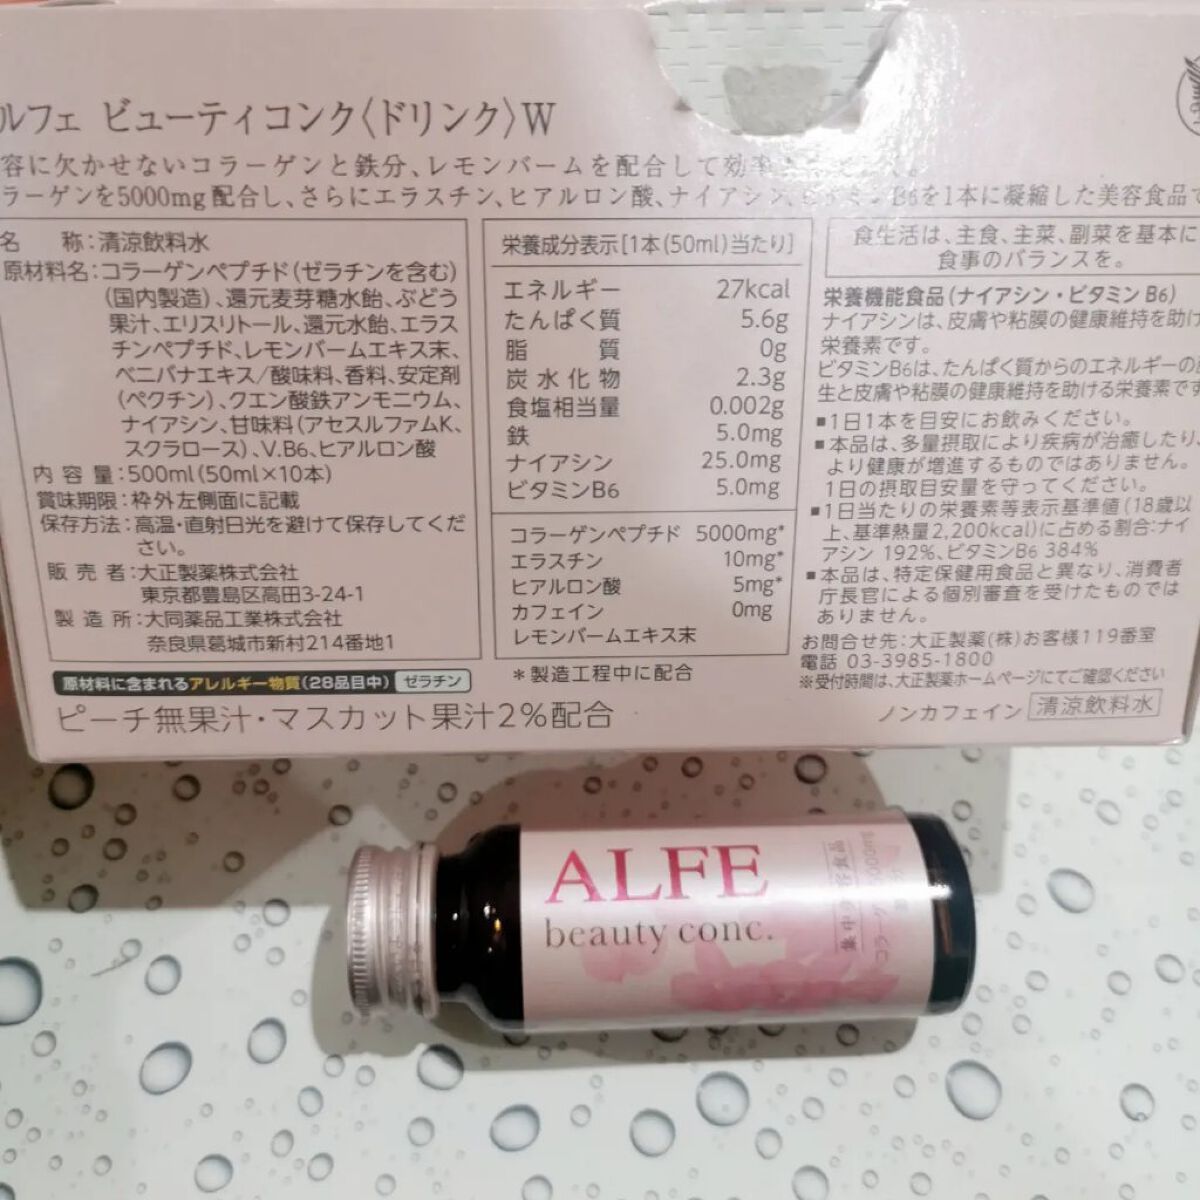 ルフェ ビューティコンク〈ドリンク〉W
容に欠かせないコラーゲンと鉄分、レモンバームを配合して
ラーゲンを5000mg配合し、さらにエラスチン、ヒアルロン酸、ナイアシン、ビタミンB6を1本に凝縮した美容食品で
名 称:清涼飲料水
原材料名:コラーゲンペプチド(ゼラチンを含む)
(国内製造)、還元麦芽糖水飴、ぶどう
果汁、エリスリトール、還元水飴、エラス
チンペプチド、レモンバームエキス末、
ベニバナエキス/酸味料、香料、安定剤
(ペクチン)、クエン酸鉄アンモニウム、
ナイアシン、甘味料(アセスルファムK、
スクラロース)、V.B6、ヒアルロン酸
内容量:500ml(50ml×10本)
賞味期限:枠外左側面に記載
保存方法:高温・直射日光を避けて保存してくだ
さい。
販売者:大正製薬株式会社
東京都豊島区高田3-24-1
製造所:大同薬品工業株式会社
奈良県葛城市新村214番地1
原材料に含まれるアレルギー物質(28品目中) ゼラチン
ピーチ無果汁・マスカット果汁2%配合
栄養成分表示[1本(50ml)当たり]
エネルギー 27kcal
たんぱく質 5.6g
脂質 0g
炭水化物 2.3g
食塩相当量 0.002g
鉄 5.0mg
ナイアシン 25.0mg
ビタミンB6 5.0mg
コラーゲンペプチド 5000mg*
エラスチン 10mg*
ヒアルロン酸 5mg*
カフェイン 0mg
レモンバームエキス末
*製造工程中に配合
食生活は、主食、主菜、副菜を基本に
食事のバランスを。
栄養機能食品(ナイアシン・ビタミンB6)
ナイアシンは、皮膚や粘膜の健康維持を助け
栄養素です。
ビタミンB6は、たんぱく質からのエネルギーの
生と皮膚や粘膜の健康維持を助ける栄養素です
■1日1本を目安にお飲みください。
■本品は、多量摂取により疾病が治癒したり、
より健康が増進するものではありません。
1日の摂取目安量を守ってください。
■1日当たりの栄養素等表示基準値(18歳以
上、基準熱量2,200kcal)に占める割合:ナイ
アシン 192%、ビタミンB6 384%
■本品は、特定保健用食品と異なり、消費者
庁長官による個別審査を受けたものでは
ありません。
お問合せ先:大正製薬(株)お客様119番室
電話 03-3985-1800
※受付時間は、大正製薬ホームページにてご確認ください
ノンカフェイン 清涼飲料水
ALFE
beauty conc.